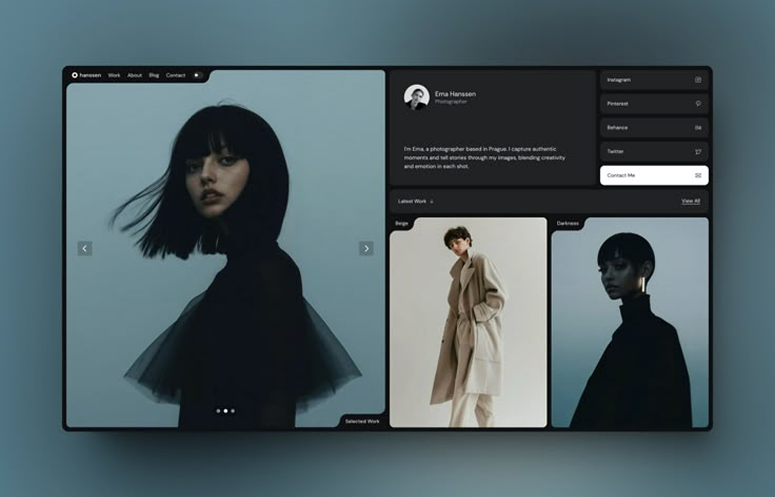 hanssen Work About Blog Contact
Ema Hanssen
Photographer
I'm Ema, a photographer based in Prague. I capture authentic
moments and tell stories through my images, blending creativity
and emotion in each shot.
Instagram
Pinterest
Behance
Twitter
Contact Me
Latest Work ↓
View All
Beige
Darkness
Selected Work